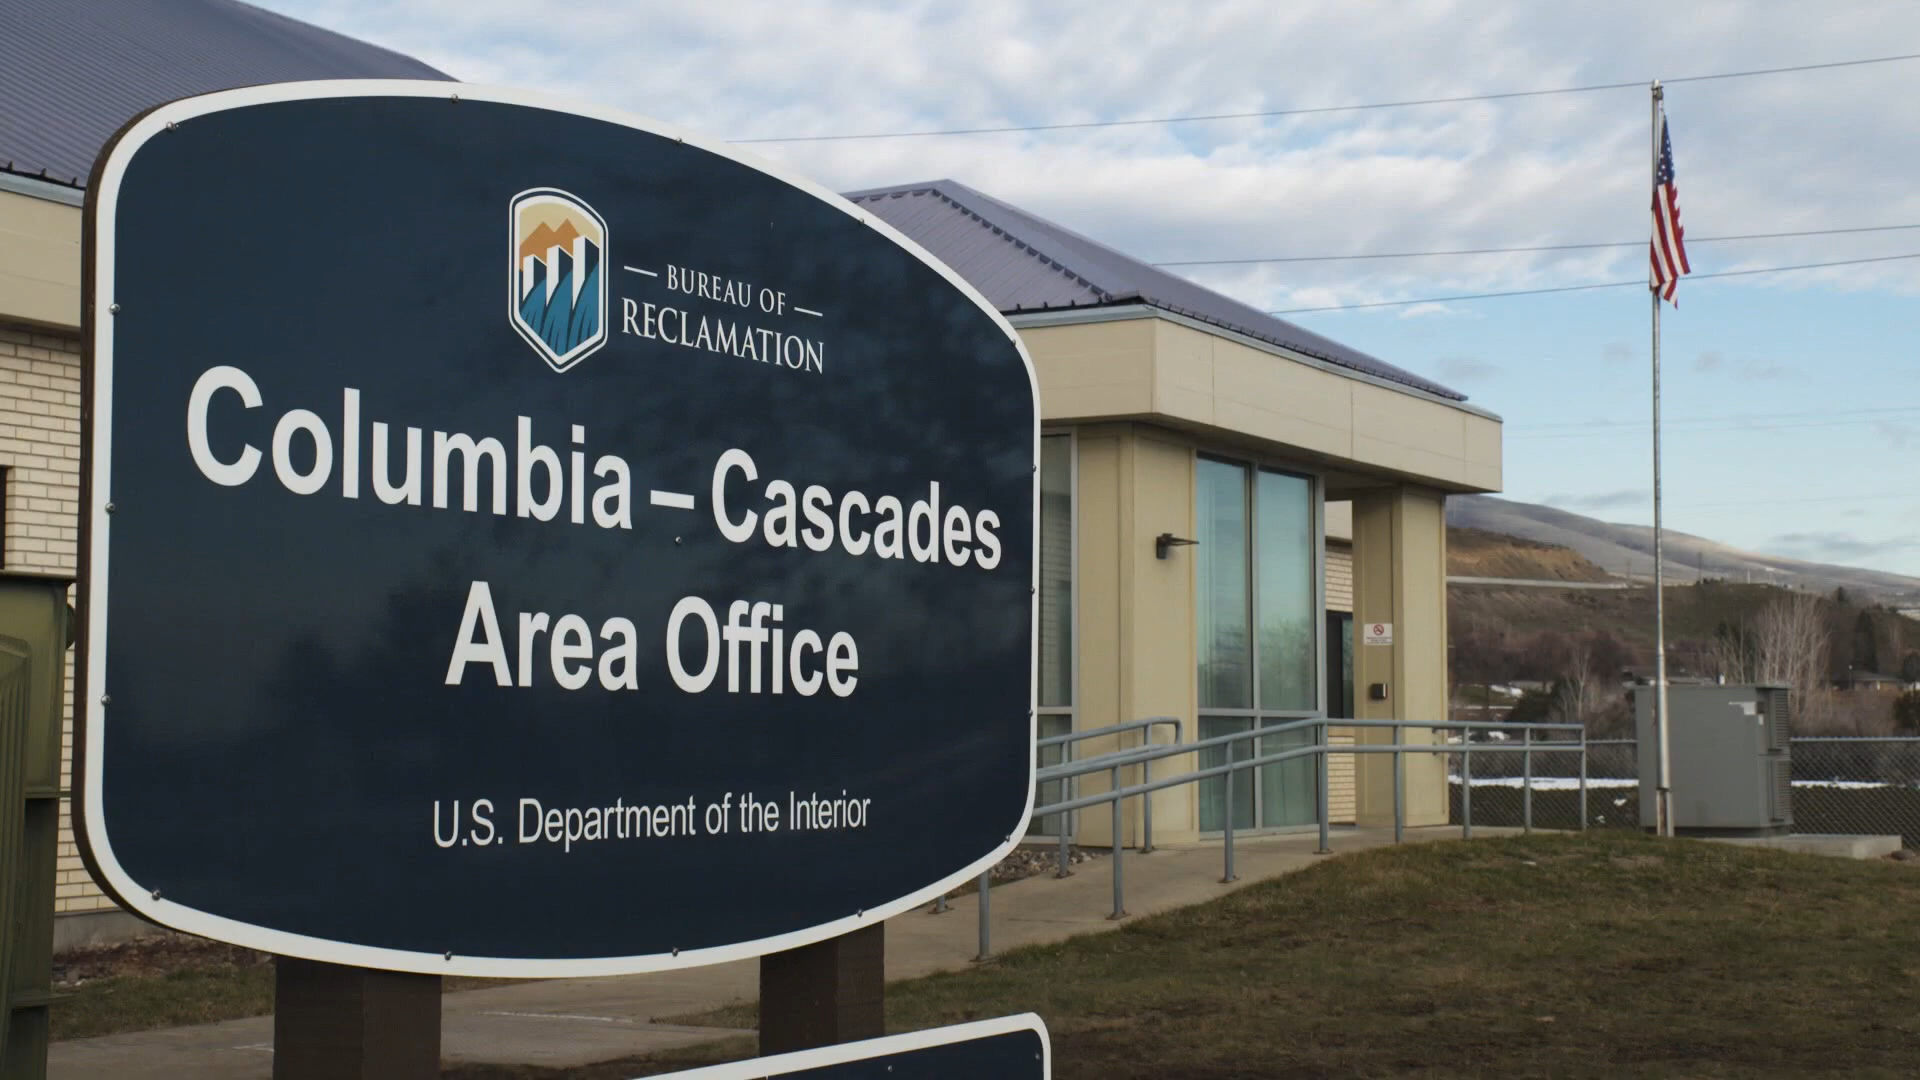 BUREAU OF
RECLAMATION
Columbia – Cascades
Area Office
U.S. Department of the Interior